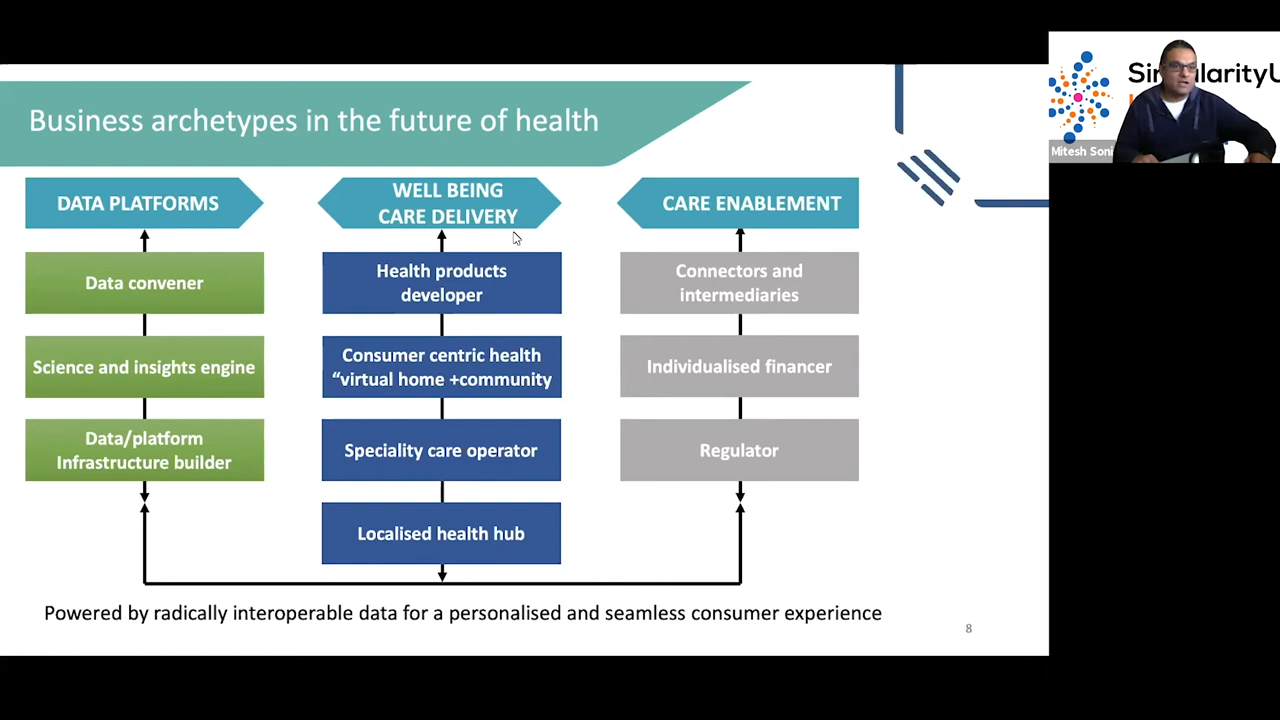 Business archetypes in the future of health
DATA PLATFORMS
WELL BEING
CARE DELIVERY
CARE ENABLEMENT
Data convener
Health products
developer
Connectors and
intermediaries
Science and insights engine
Consumer centric health
“virtual home +community
Individualised financer
Data/platform
Infrastructure builder
Speciality care operator
Regulator
Localised health hub
Powered by radically interoperable data for a personalised and seamless consumer experience
8
Mitesh Soni